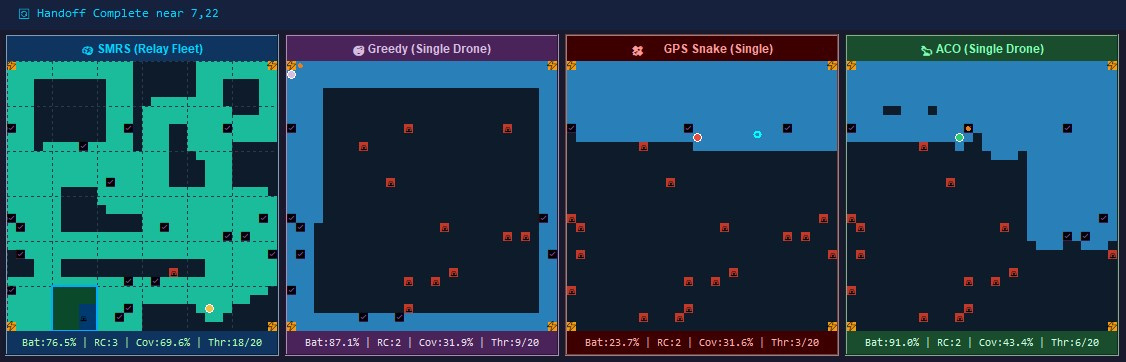 Handoff Complete near 7,22
SMRS (Relay Fleet)
Greedy (Single Drone)
GPS Snake (Single)
ACO (Single Drone)
Bat:76.5% | RC:3 | Cov:69.6% | Thr:18/20
Bat:87.1% | RC:2 | Cov:31.9% | Thr:9/20
Bat:23.7% | RC:2 | Cov:31.6% | Thr:3/20
Bat:91.0% | RC:2 | Cov:43.4% | Thr:6/20